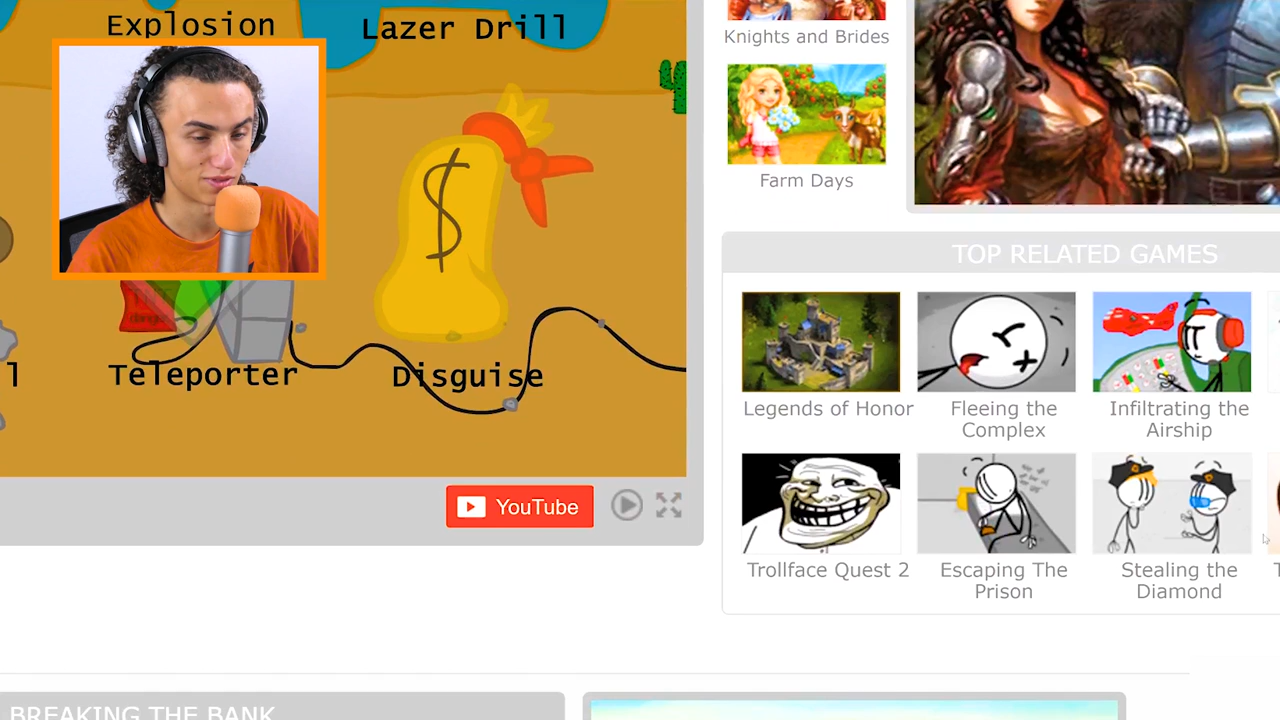 Explosion
Lazer Drill
$
l
Teleporter
Disguise
YouTube
Knights and Brides
Farm Days
TOP RELATED GAMES
Legends of Honor
Fleeing the
Complex
Infiltrating the
Airship
Trollface Quest 2
Escaping The
Prison
Stealing the
Diamond
T
BREAKING THE BANK